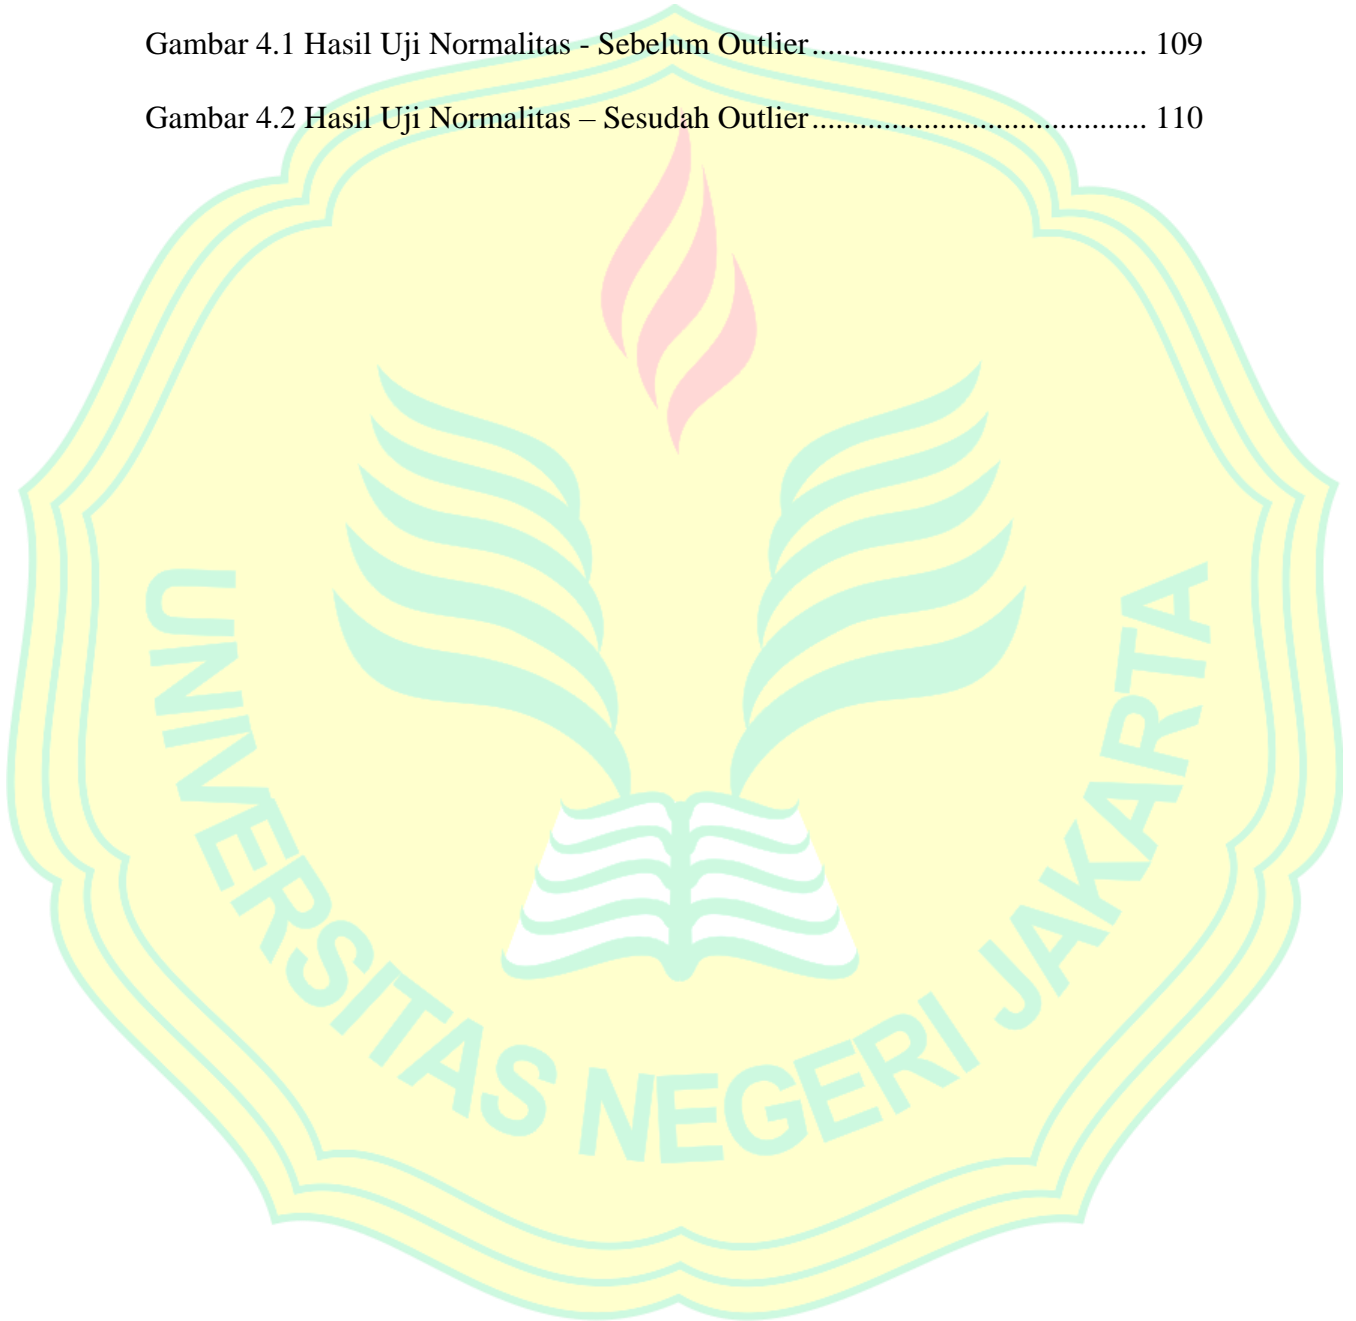 Gambar 4.1 Hasil Uji Normalitas - Sebelum Outlier.......................................... 109
Gambar 4.2 Hasil Uji Normalitas – Sesudah Outlier.......................................... 110
UNIVERSITAS NEGERI JAKARTA